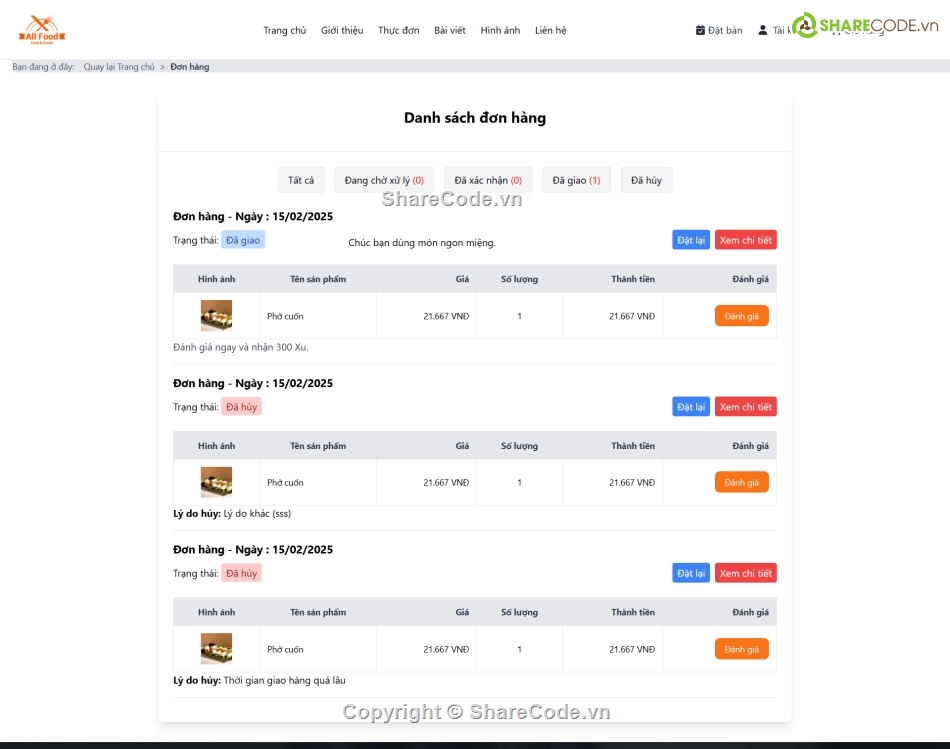 All Food
Trang chủ Giới thiệu Thực đơn Bài viết Hình ảnh Liên hệ
Đặt bàn Tài
SHARECODE.vn
Bạn đang ở đây: Quay lại Trang chủ > Đơn hàng
Danh sách đơn hàng
Tất cả Đang chờ xử lý (0) Đã xác nhận (0) Đã giao (1) Đã hủy
ShareCode.vn
Đơn hàng - Ngày : 15/02/2025
Trạng thái: Đã giao Chúc bạn dùng món ngon miệng. Đặt lại Xem chi tiết
Hình ảnh Tên sản phẩm Giá Số lượng Thành tiền Đánh giá
Phở cuốn 21.667 VNĐ 1 21.667 VNĐ Đánh giá
Đánh giá ngay và nhận 300 Xu.
Đơn hàng - Ngày : 15/02/2025
Trạng thái: Đã hủy Đặt lại Xem chi tiết
Hình ảnh Tên sản phẩm Giá Số lượng Thành tiền Đánh giá
Phở cuốn 21.667 VNĐ 1 21.667 VNĐ Đánh giá
Lý do hủy: Lý do khác (sss)
Đơn hàng - Ngày : 15/02/2025
Trạng thái: Đã hủy Đặt lại Xem chi tiết
Hình ảnh Tên sản phẩm Giá Số lượng Thành tiền Đánh giá
Phở cuốn 21.667 VNĐ 1 21.667 VNĐ Đánh giá
Lý do hủy: Thời gian giao hàng quá lâu
Copyright © ShareCode.vn